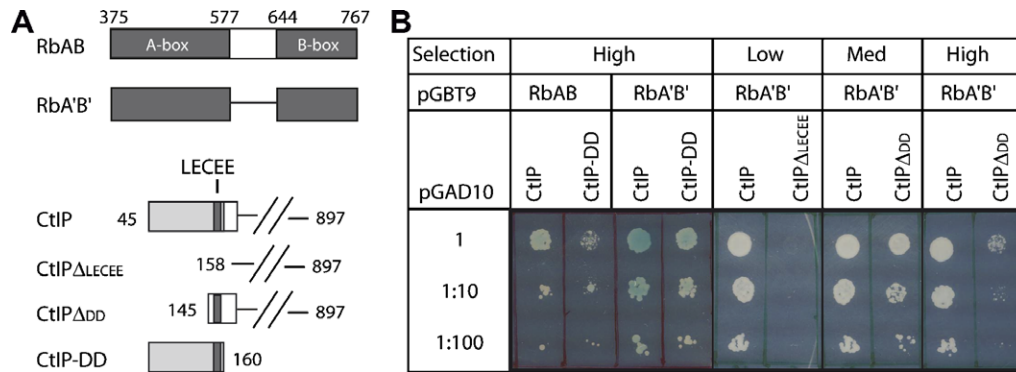 A
375 577 644 767
RbAB A-box B-box
RbA'B'
LECEE
CtIP 45 897
CtIPΔLECEE 158 897
CtIPΔDD 145 897
CtIP-DD 160
B
Selection High Low Med High
pGBT9 RbAB RbA'B' RbA'B' RbA'B' RbA'B'
pGAD10 CtIP CtIP-DD CtIP CtIP-DD CtIP CtIPΔLECEE CtIP CtIPΔDD CtIP CtIPΔDD
1
1:10
1:100